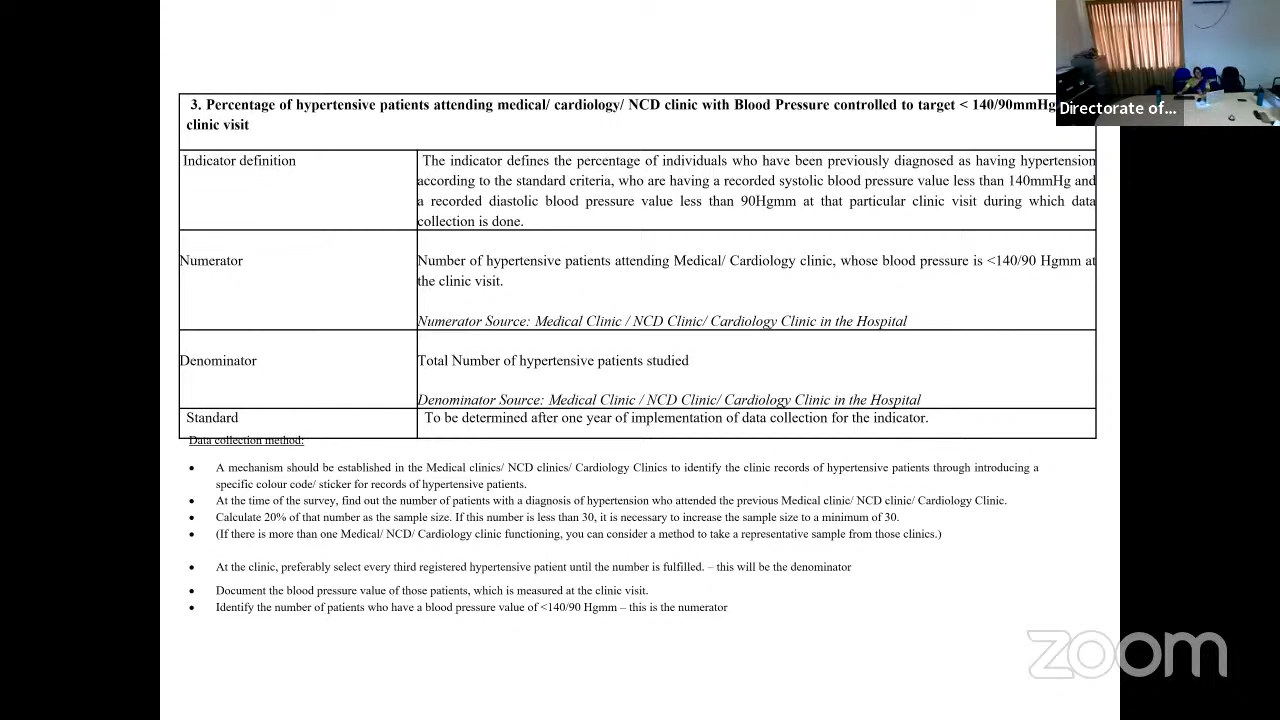 3. Percentage of hypertensive patients attending medical/ cardiology/ NCD clinic with Blood Pressure controlled to target < 140/90mmHg
clinic visit
Directorate of...
Indicator definition
The indicator defines the percentage of individuals who have been previously diagnosed as having hypertension
according to the standard criteria, who are having a recorded systolic blood pressure value less than 140mmHg and
a recorded diastolic blood pressure value less than 90Hgmm at that particular clinic visit during which data
collection is done.
Numerator
Number of hypertensive patients attending Medical/ Cardiology clinic, whose blood pressure is <140/90 Hgmm at
the clinic visit.
Numerator Source: Medical Clinic / NCD Clinic/ Cardiology Clinic in the Hospital
Denominator
Total Number of hypertensive patients studied
Denominator Source: Medical Clinic / NCD Clinic/ Cardiology Clinic in the Hospital
Standard
To be determined after one year of implementation of data collection for the indicator.
Data collection method:
• A mechanism should be established in the Medical clinics/ NCD clinics/ Cardiology Clinics to identify the clinic records of hypertensive patients through introducing a
specific colour code/ sticker for records of hypertensive patients.
• At the time of the survey, find out the number of patients with a diagnosis of hypertension who attended the previous Medical clinic/ NCD clinic/ Cardiology Clinic.
• Calculate 20% of that number as the sample size. If this number is less than 30, it is necessary to increase the sample size to a minimum of 30.
• (If there is more than one Medical/ NCD/ Cardiology clinic functioning, you can consider a method to take a representative sample from those clinics.)
• At the clinic, preferably select every third registered hypertensive patient until the number is fulfilled. – this will be the denominator
• Document the blood pressure value of those patients, which is measured at the clinic visit.
• Identify the number of patients who have a blood pressure value of <140/90 Hgmm – this is the numerator
zoom